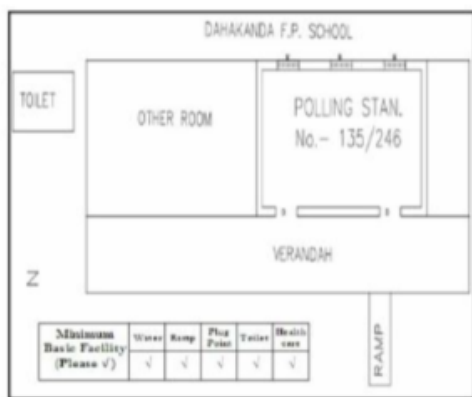 DAHAKANDA F.P. SCHOOL
TOILET
OTHER ROOM
POLLING STAN.
No.- 135/246
VERANDAH
N
RAMP
Minimum Basic Facility (Please √) Water Ramp Plug Point Toilet Health care
√ √ √ √ √